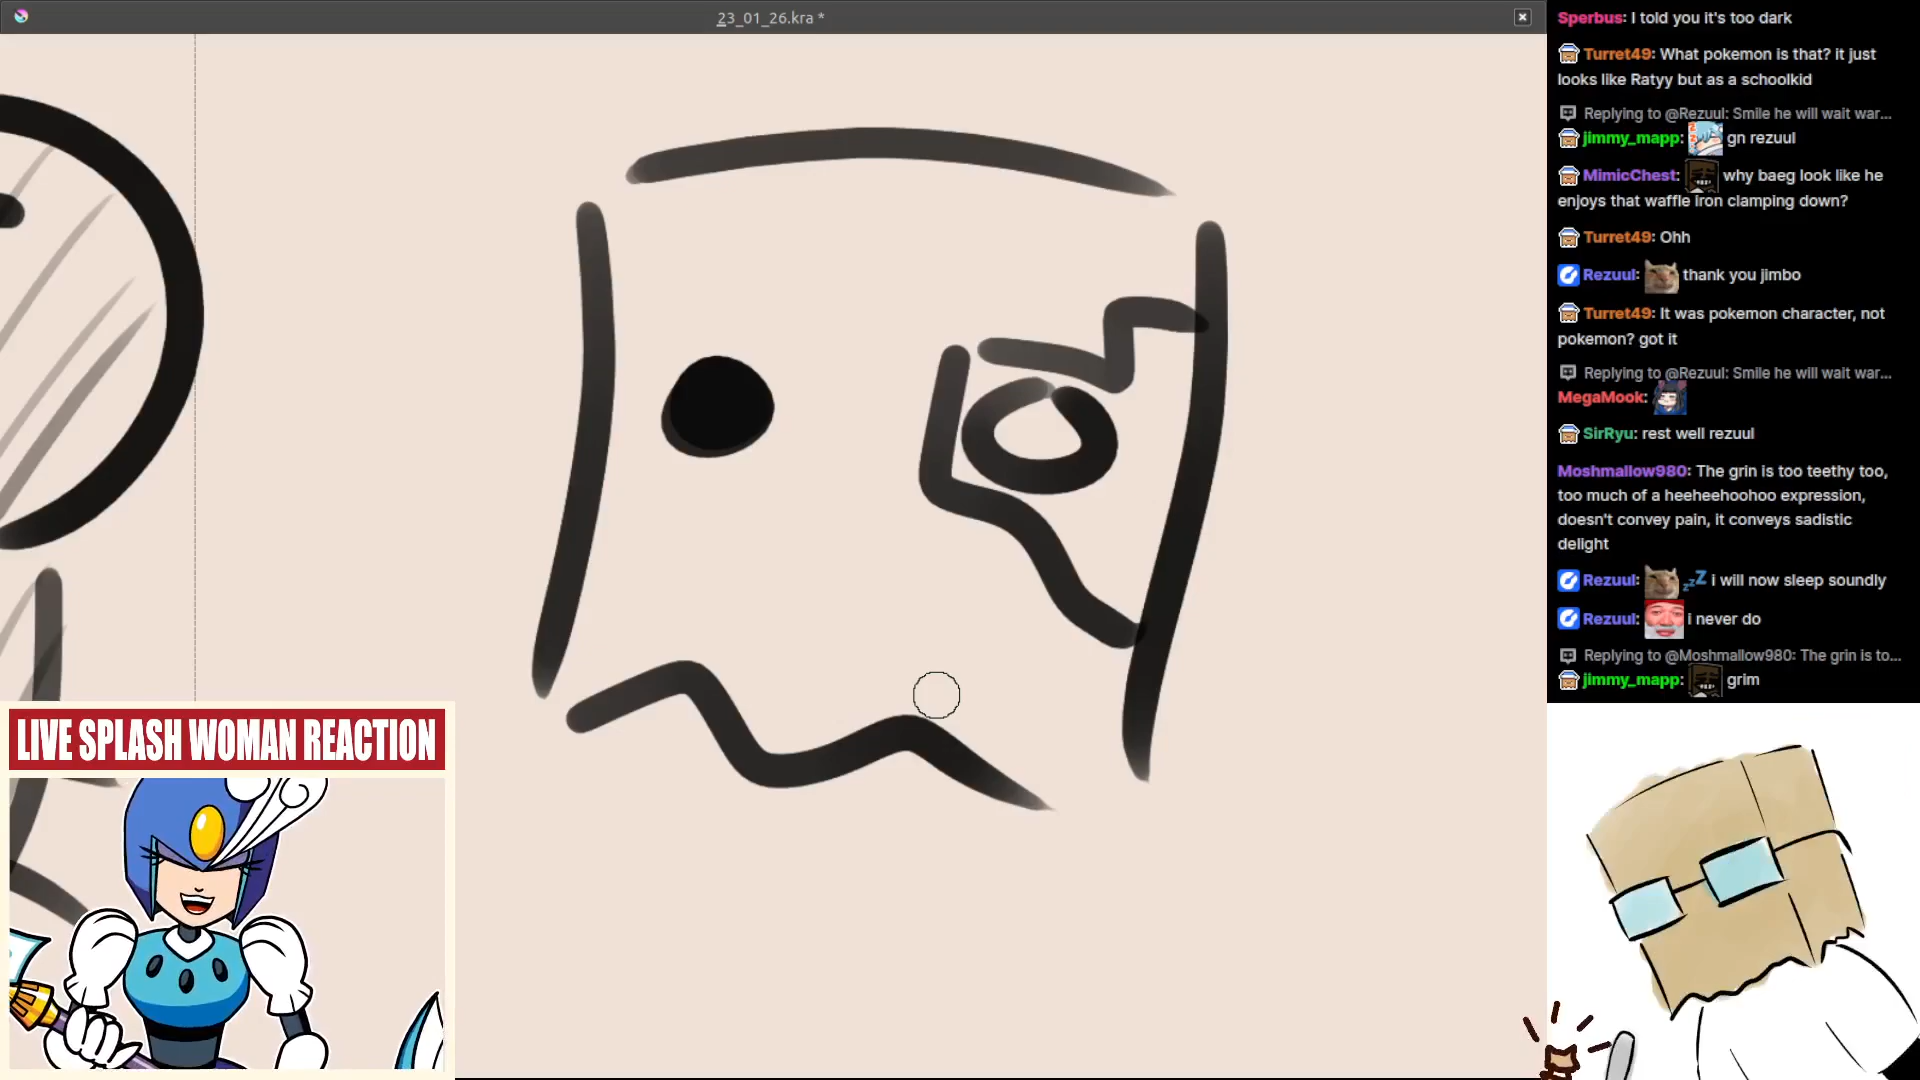 23_01_26.kra *
Sperbus: I told you it's too dark
Turret49: What pokemon is that? it just
looks like Ratyy but as a schoolkid
Replying to @Rezuul: Smile he will wait war...
jimmy_mapp: gn rezuul
MimicChest: why baeg look like he
enjoys that waffle iron clamping down?
Turret49: Ohh
Rezuul: thank you jimbo
Turret49: It was pokemon character, not
pokemon? got it
Replying to @Rezuul: Smile he will wait war...
MegaMook:
SirRyu: rest well rezuul
Moshmallow980: The grin is too teethy too,
too much of a heeheehoohoo expression,
doesn't convey pain, it conveys sadistic
delight
Rezuul: zzZ i will now sleep soundly
Rezuul: i never do
Replying to @Moshmallow980: The grin is to...
jimmy_mapp: grim
LIVE SPLASH WOMAN REACTION